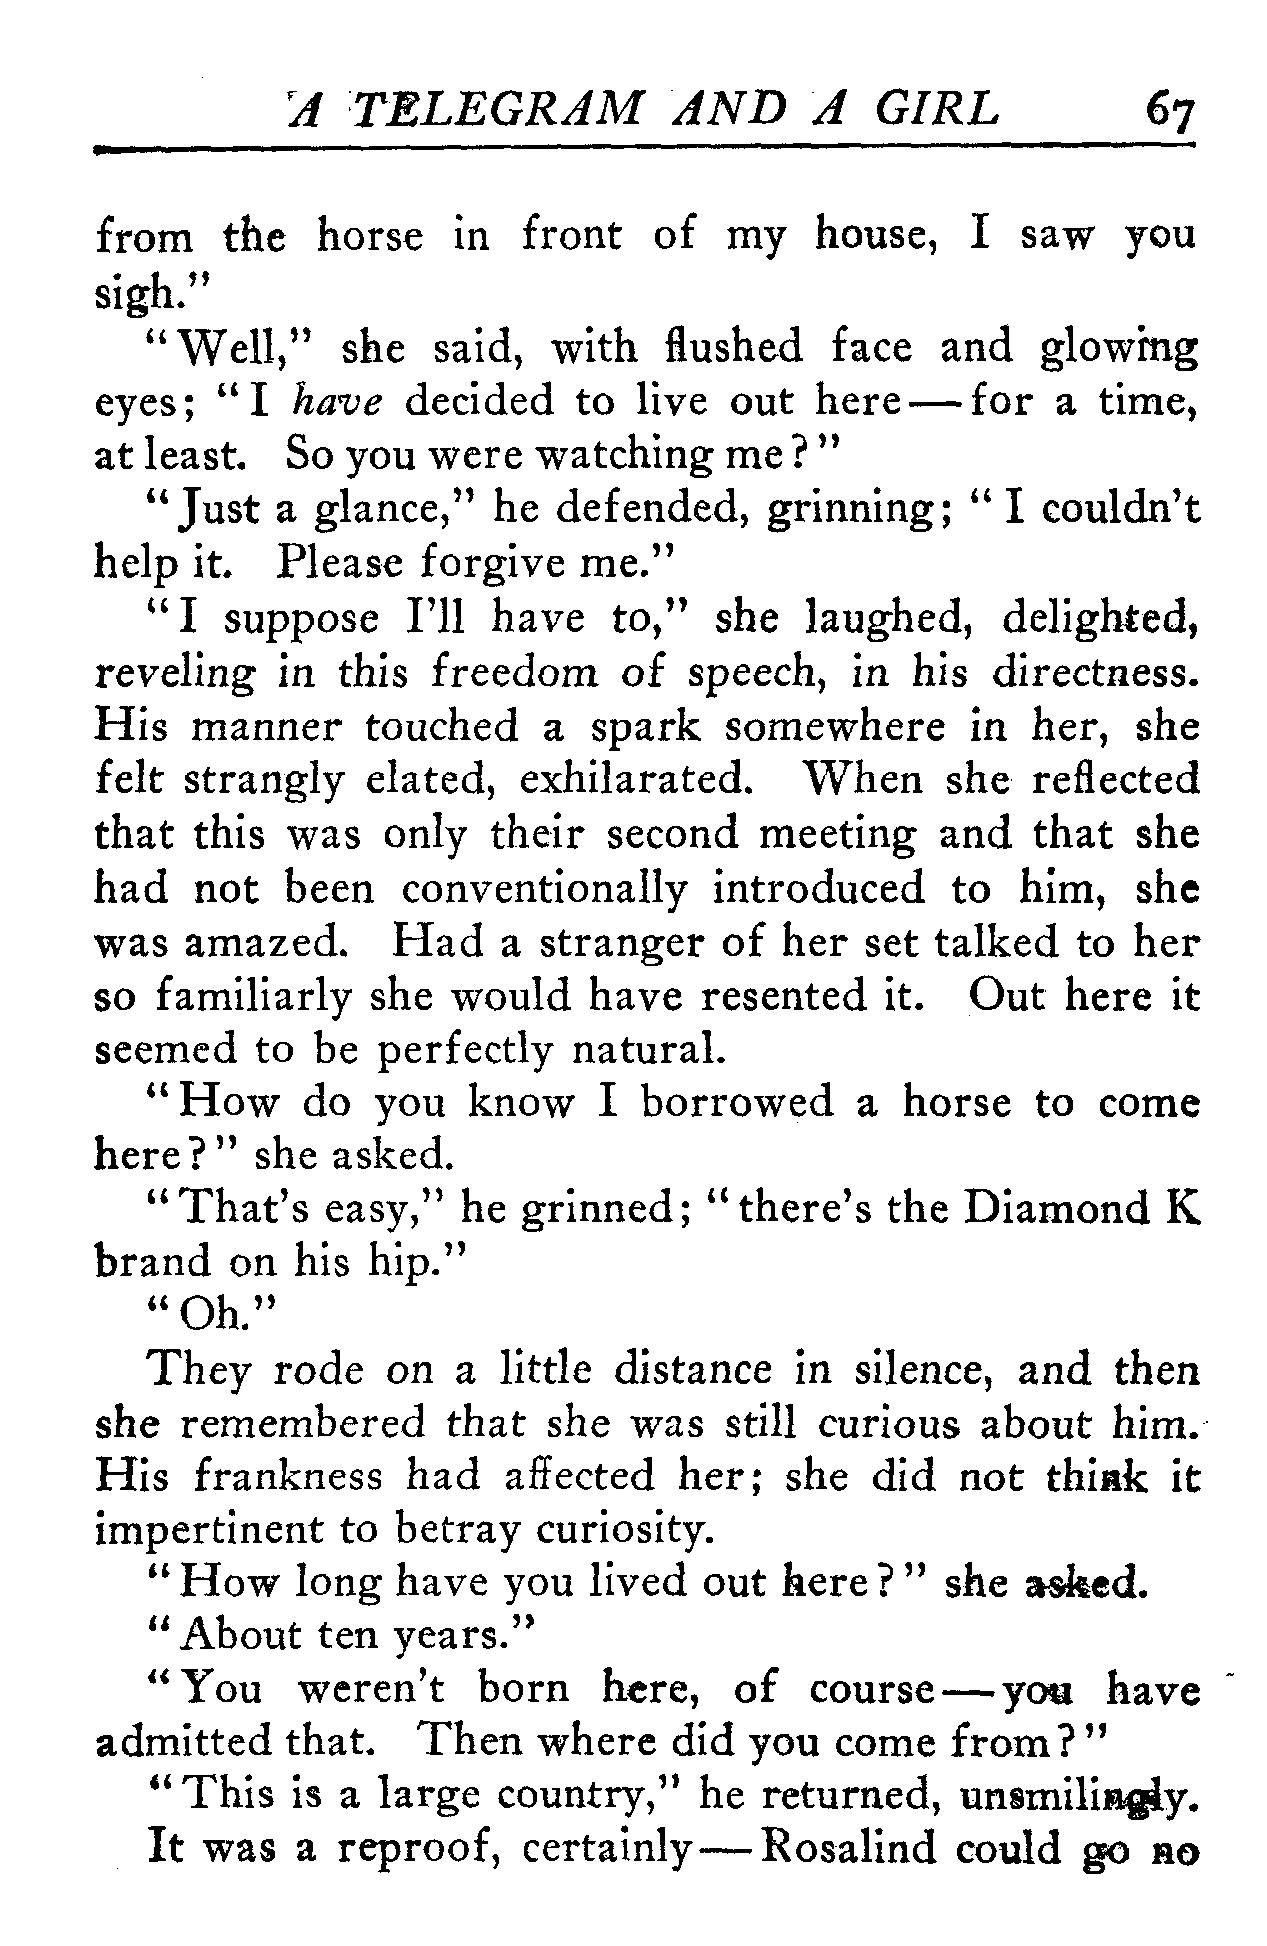 A TELEGRAM AND A GIRL 67
from the horse in front of my house, I saw you
sigh."
"Well," she said, with flushed face and glowing
eyes; "I have decided to live out here—for a time,
at least. So you were watching me?"
"Just a glance," he defended, grinning; "I couldn't
help it. Please forgive me."
"I suppose I'll have to," she laughed, delighted,
reveling in this freedom of speech, in his directness.
His manner touched a spark somewhere in her, she
felt strangly elated, exhilarated. When she reflected
that this was only their second meeting and that she
had not been conventionally introduced to him, she
was amazed. Had a stranger of her set talked to her
so familiarly she would have resented it. Out here it
seemed to be perfectly natural.
"How do you know I borrowed a horse to come
here?" she asked.
"That's easy," he grinned; "there's the Diamond K
brand on his hip."
"Oh."
They rode on a little distance in silence, and then
she remembered that she was still curious about him.
His frankness had affected her; she did not think it
impertinent to betray curiosity.
"How long have you lived out here?" she asked.
"About ten years."
"You weren't born here, of course—you have
admitted that. Then where did you come from?"
"This is a large country," he returned, unsmilingly.
It was a reproof, certainly—Rosalind could go no